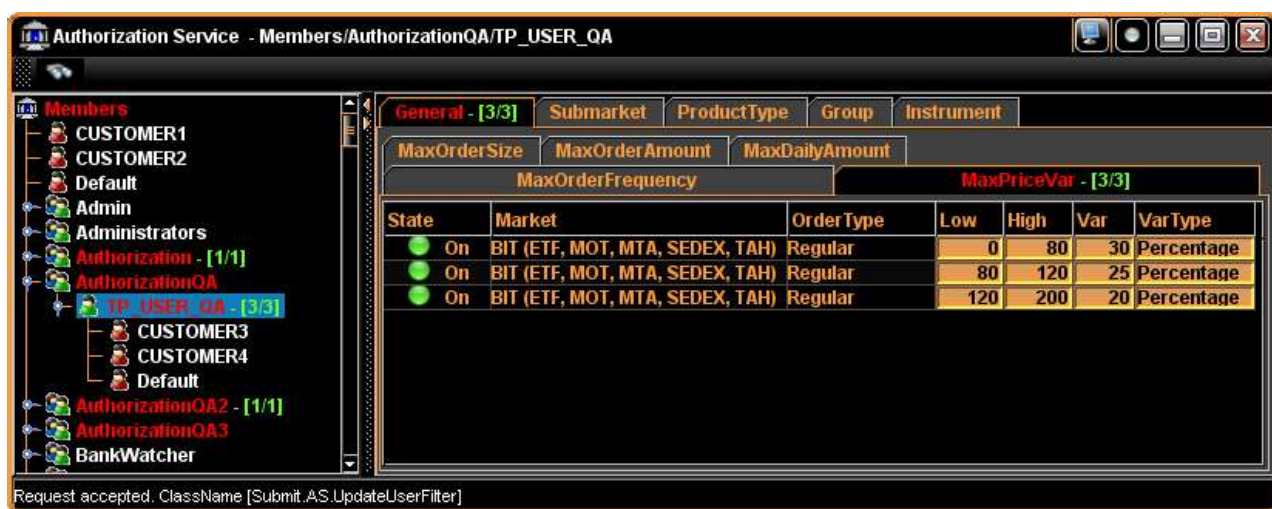 Authorization Service - Members/AuthorizationQA/TP_USER_QA
Members
CUSTOMER1
CUSTOMER2
Default
Admin
Administrators
Authorization - [1/1]
AuthorizationQA
TP_USER_QA - [3/3]
CUSTOMER3
CUSTOMER4
Default
AuthorizationQA2 - [1/1]
AuthorizationQA3
BankWatcher
General - [3/3] Submarket ProductType Group Instrument
MaxOrderSize MaxOrderAmount MaxDailyAmount
MaxOrderFrequency MaxPriceVar - [3/3]
State Market OrderType Low High Var VarType
On BIT (ETF, MOT, MTA, SEDEX, TAH) Regular 0 80 30 Percentage
On BIT (ETF, MOT, MTA, SEDEX, TAH) Regular 80 120 25 Percentage
On BIT (ETF, MOT, MTA, SEDEX, TAH) Regular 120 200 20 Percentage
Request accepted. ClassName [Submit.AS.UpdateUserFilter]